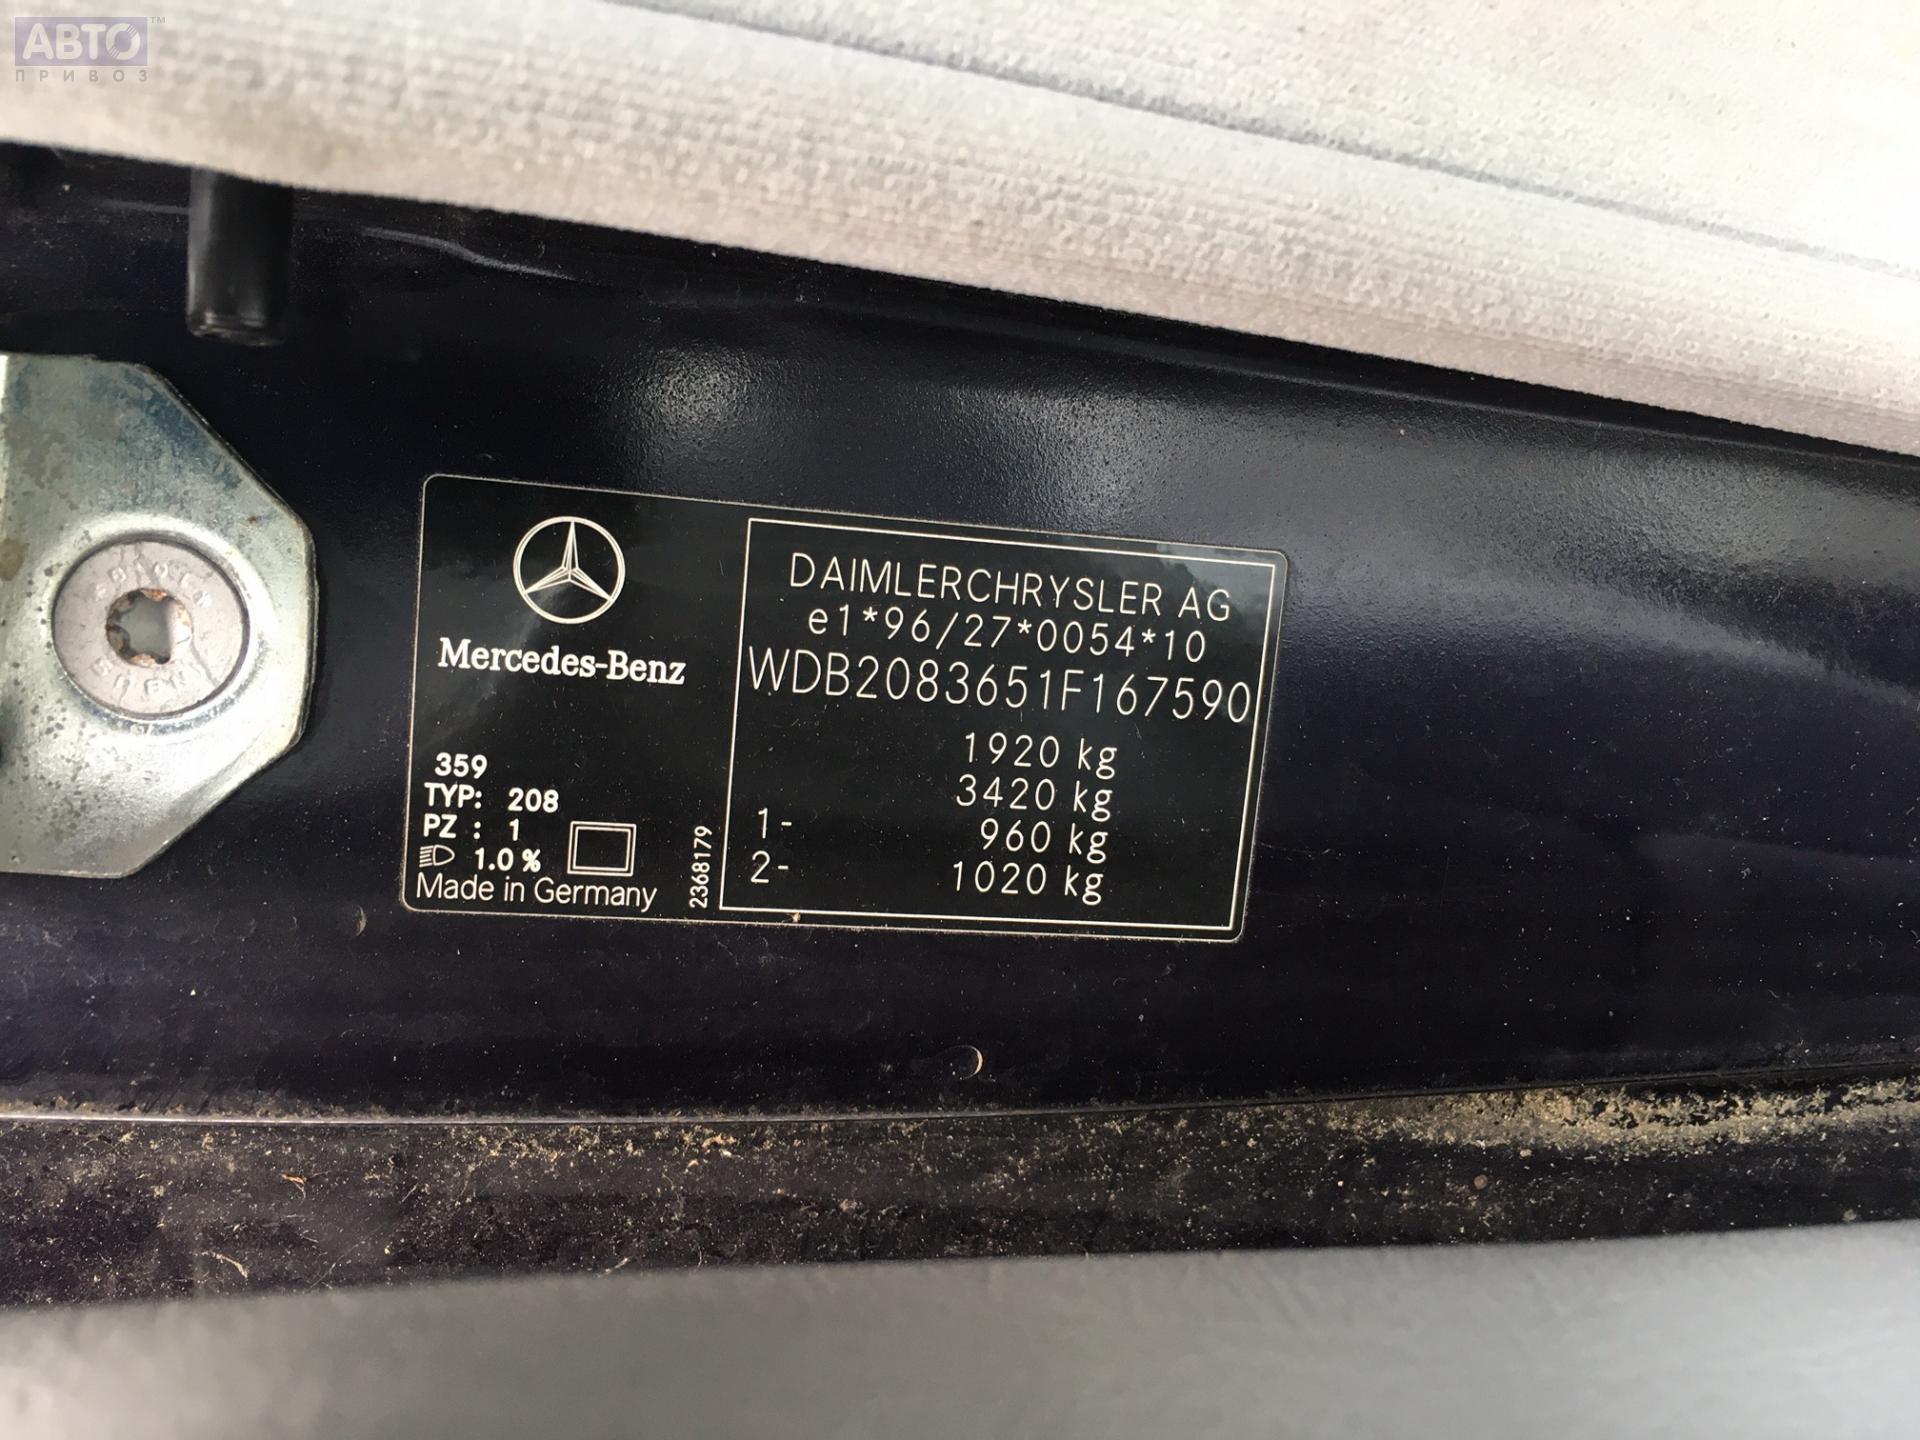 АВТО™
ПРИВОЗ
Mercedes-Benz
359
TYP: 208
PZ : 1
1.0 %
Made in Germany
2368179
DAIMLERCHRYSLER AG
e1*96/27*0054*10
WDB2083651F167590
1920 kg
3420 kg
1- 960 kg
2- 1020 kg